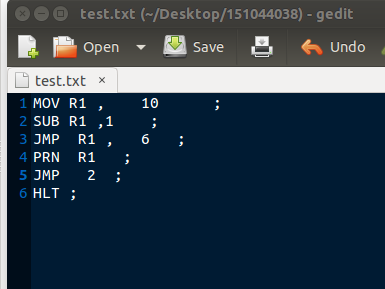 test.txt (~/Desktop/151044038) - gedit
Open Save Undo
test.txt ×
1 MOV R1 ,    10      ;
2 SUB R1 ,1    ;
3 JMP  R1 ,   6   ;
4 PRN  R1   ;
5 JMP   2  ;
6 HLT ;